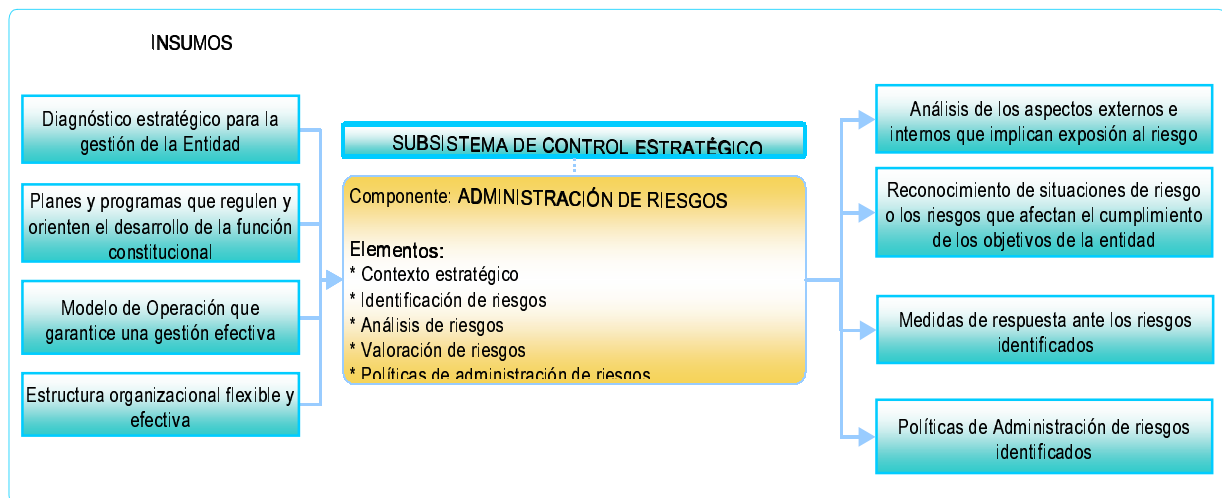 INSUMOS
Diagnóstico estratégico para la
gestión de la Entidad
Planes y programas que regulen y
orienten el desarrollo de la función
constitucional
Modelo de Operación que
garantice una gestión efectiva
Estructura organizacional flexible y
efectiva
SUBSISTEMA DE CONTROL ESTRATÉGICO
Componente: ADMINISTRACIÓN DE RIESGOS
Elementos:
* Contexto estratégico
* Identificación de riesgos
* Análisis de riesgos
* Valoración de riesgos
* Políticas de administración de riesgos
Análisis de los aspectos externos e
internos que implican exposición al riesgo
Reconocimiento de situaciones de riesgo
o los riesgos que afectan el cumplimiento
de los objetivos de la entidad
Medidas de respuesta ante los riesgos
identificados
Políticas de Administración de riesgos
identificados